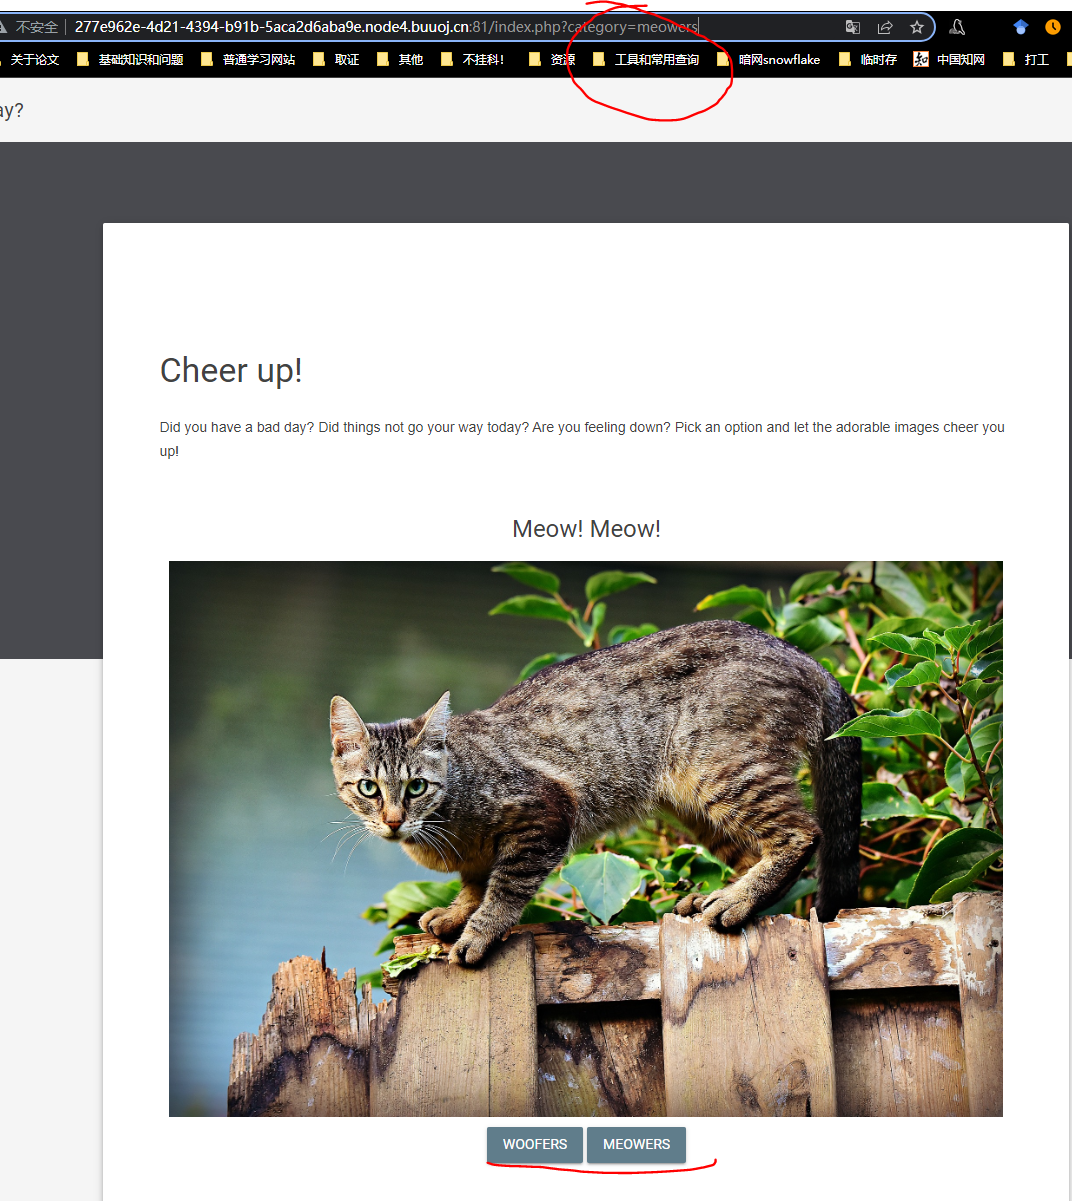 不安全 277e962e-4d21-4394-b91b-5aca2d6aba9e.node4.buuoj.cn:81/index.php?category=meowers
关于论文 基础知识和问题 普通学习网站 取证 其他 不挂科! 资源 工具和常用查询 暗网snowflake 临时存 中国知网 打工
ay?
Cheer up!
Did you have a bad day? Did things not go your way today? Are you feeling down? Pick an option and let the adorable images cheer you
up!
Meow! Meow!
WOOFERS MEOWERS